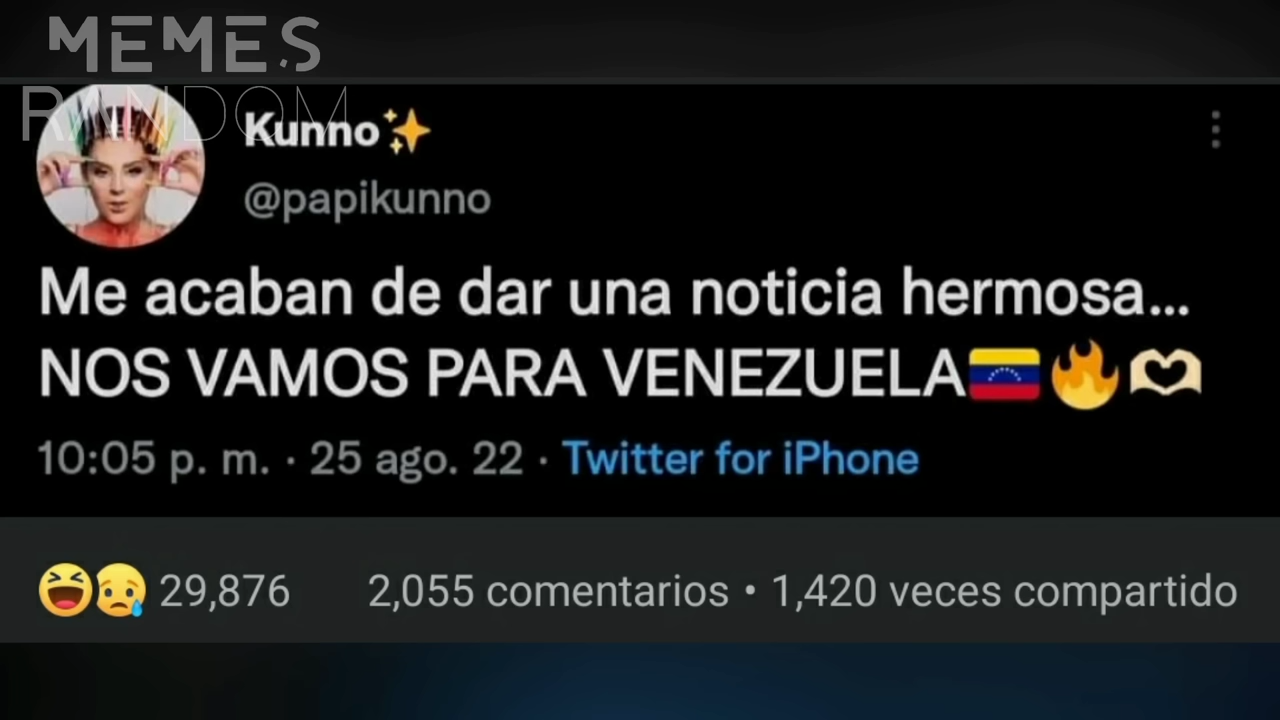 MEMES
RANDOM
Kunno✨
@papikunno
Me acaban de dar una noticia hermosa...
NOS VAMOS PARA VENEZUELA🇻🇪🔥🫶🏻
10:05 p. m. · 25 ago. 22 · Twitter for iPhone
29,876 2,055 comentarios • 1,420 veces compartido